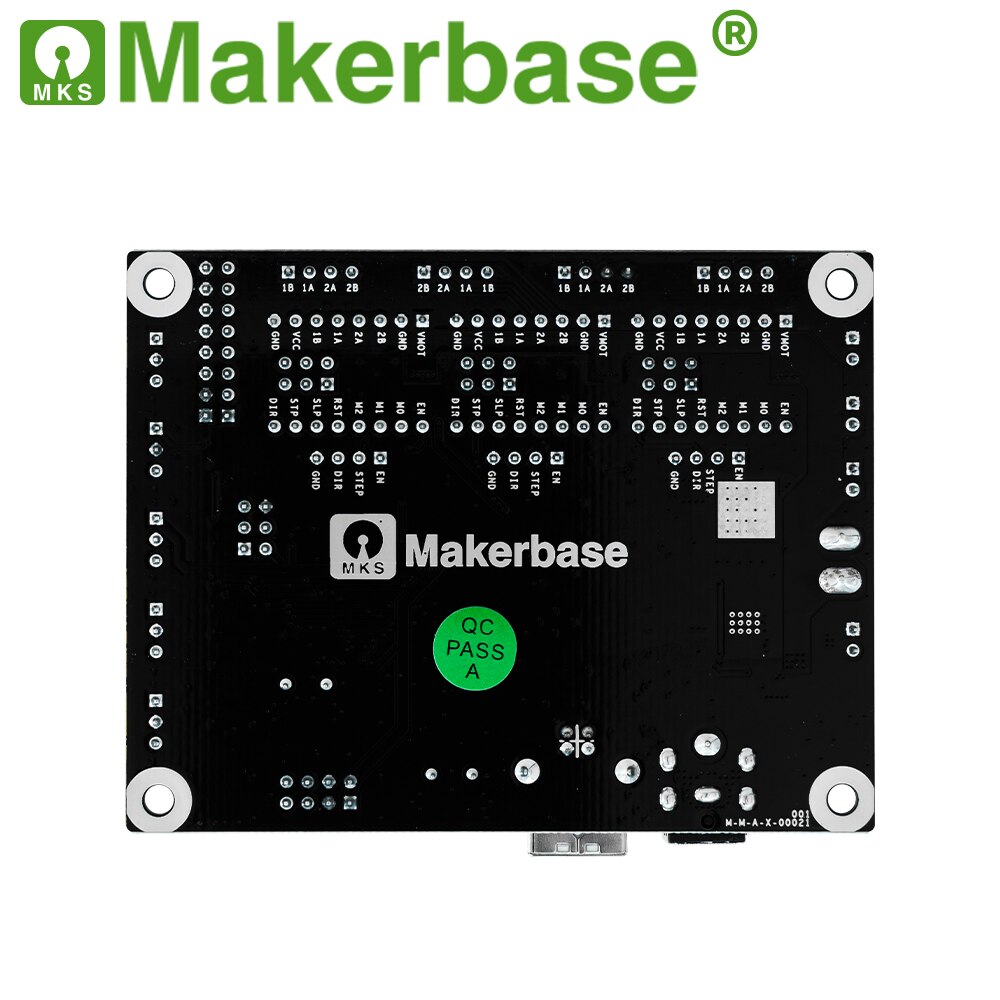 MKS Makerbase®
1B 1A 2A 2B 2B 2A 1A 1B 1B 1A 2A 2B 1B 1A 2A 2B
GND VCC 1B 1A 2A 2B GND VMOT GND VCC 1B 1A 2A 2B GND VMOT GND VCC 1B 1A 2A 2B GND VMOT
DIR STP SLP RST M2 M1 M0 EN DIR STP SLP RST M2 M1 M0 EN DIR STP SLP RST M2 M1 M0 EN
GND DIR STEP EN GND DIR STEP EN GND DIR STEP EN
MKS Makerbase
QC
PASS
A
001
M-M-A-X-00021